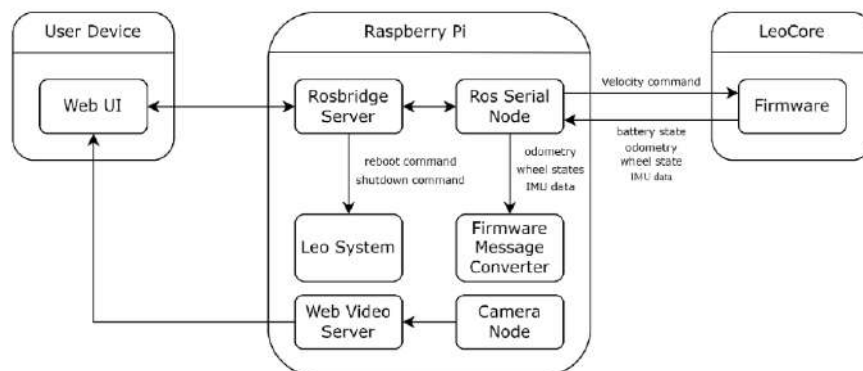 User Device
Raspberry Pi
LeoCore
Web UI
Rosbridge
Server
Ros Serial
Node
Velocity command
Firmware
battery state
odometry
wheel state
IMU data
reboot command
shutdown command
odometry
wheel states
IMU data
Leo System
Firmware
Message
Converter
Web Video
Server
Camera
Node